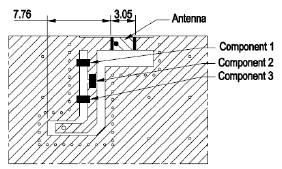 7.76
3.05
Antenna
Component 1
Component 2
Component 3